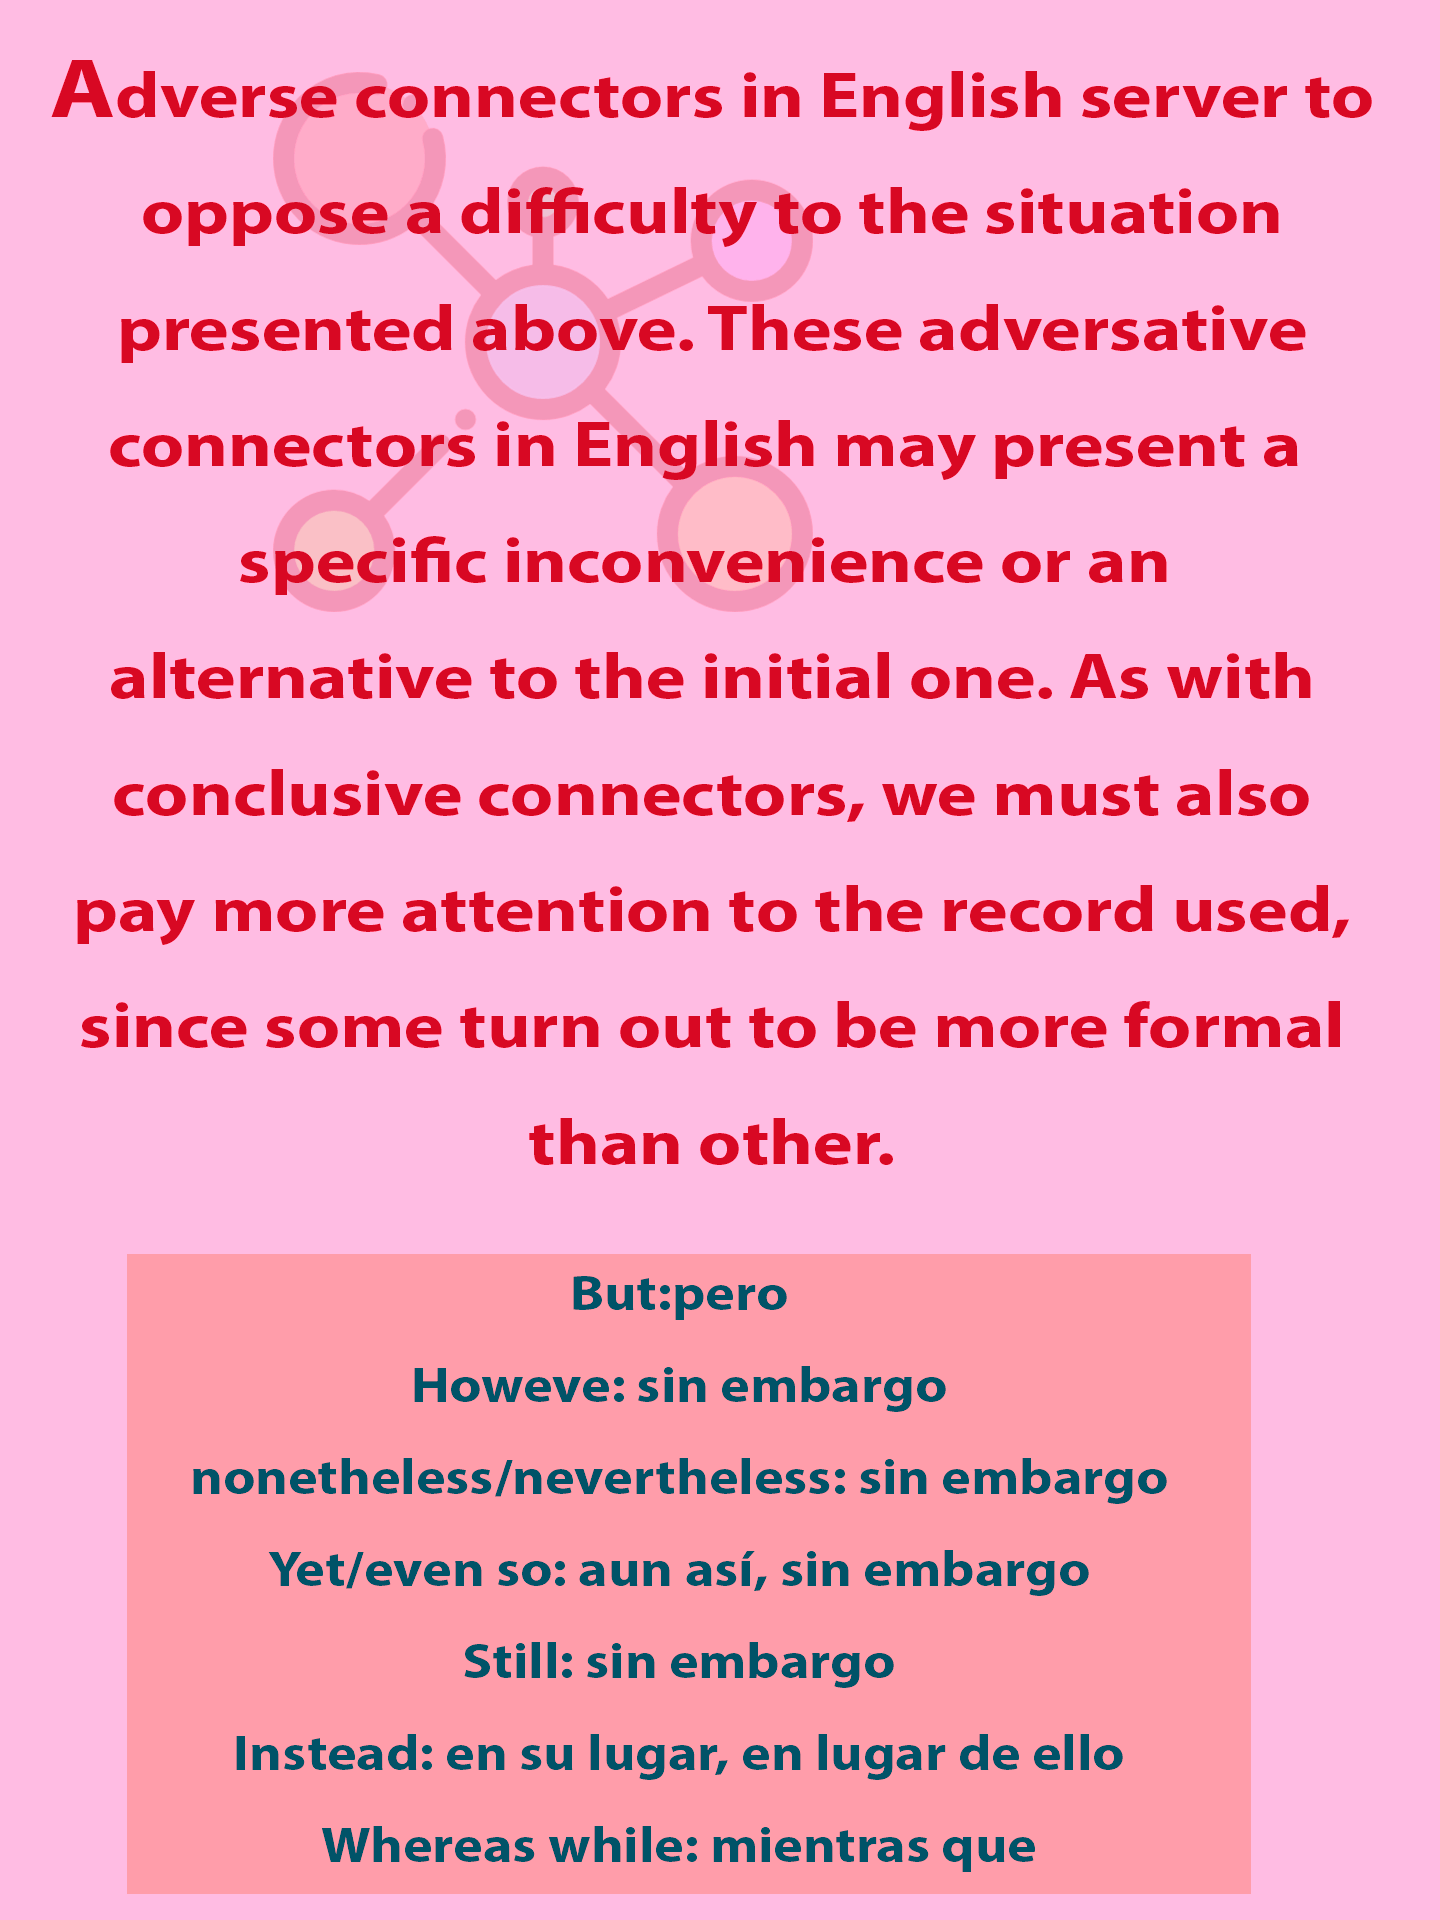 Adverse connectors in English server to
oppose a difficulty to the situation
presented above. These adversative
connectors in English may present a
specific inconvenience or an
alternative to the initial one. As with
conclusive connectors, we must also
pay more attention to the record used,
since some turn out to be more formal
than other.
But:pero
Howeve: sin embargo
nonetheless/nevertheless: sin embargo
Yet/even so: aun así, sin embargo
Still: sin embargo
Instead: en su lugar, en lugar de ello
Whereas while: mientras que